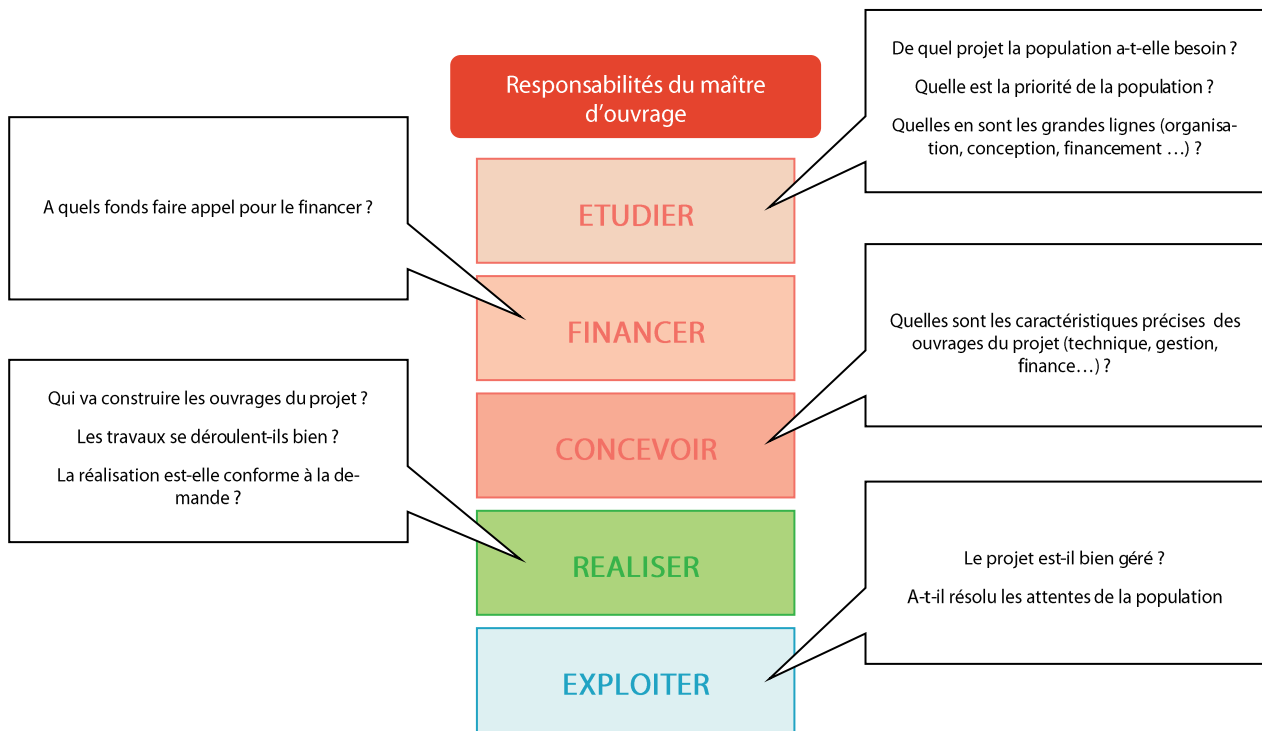 Responsabilités du maître
d’ouvrage
De quel projet la population a-t-elle besoin ?
Quelle est la priorité de la population ?
Quelles en sont les grandes lignes (organisa-
tion, conception, financement …) ?
ETUDIER
A quels fonds faire appel pour le financer ?
FINANCER
Quelles sont les caractéristiques précises des
ouvrages du projet (technique, gestion,
finance…) ?
CONCEVOIR
Qui va construire les ouvrages du projet ?
Les travaux se déroulent-ils bien ?
La réalisation est-elle conforme à la de-
mande ?
REALISER
Le projet est-il bien géré ?
A-t-il résolu les attentes de la population
EXPLOITER